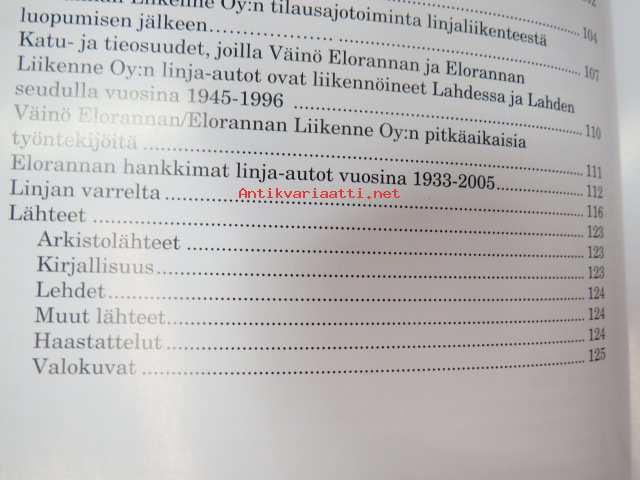 Liikenne Oy:n tilausajotoiminta linjaliikenteestä
luopumisen jälkeen 104
Katu- ja tieosuudet, joilla Väinö Elorannan ja Elorannan
Liikenne Oy:n linja-autot ovat liikennöineet Lahdessa ja Lahden 107
seudulla vuosina 1945-1996 110
Väinö Elorannan/Elorannan Liikenne Oy:n pitkäaikaisia
työntekijöitä 111
Elorannan hankkimat linja-autot vuosina 1933-2005 112
Linjan varrelta 116
Antikvariaatti.net
Lähteet 123
Arkistolähteet 123
Kirjallisuus 123
Lehdet 124
Muut lähteet 124
Haastattelut 124
Valokuvat 125